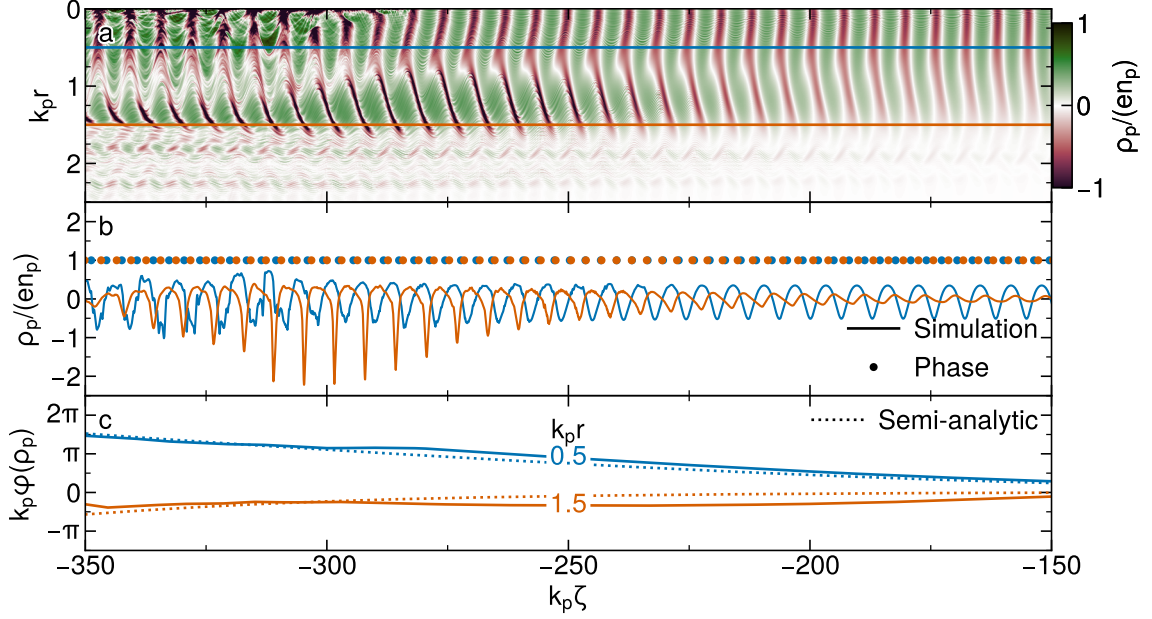 a
0
1
2
kₚr
1
0
−1
ρₚ/(enₚ)
b
2
1
0
−1
−2
ρₚ/(enₚ)
Simulation
Phase
c
2π
π
0
−π
kₚφ(ρₚ)
Semi-analytic
kₚr
0.5
1.5
−350
−300
−250
−200
−150
kₚζ